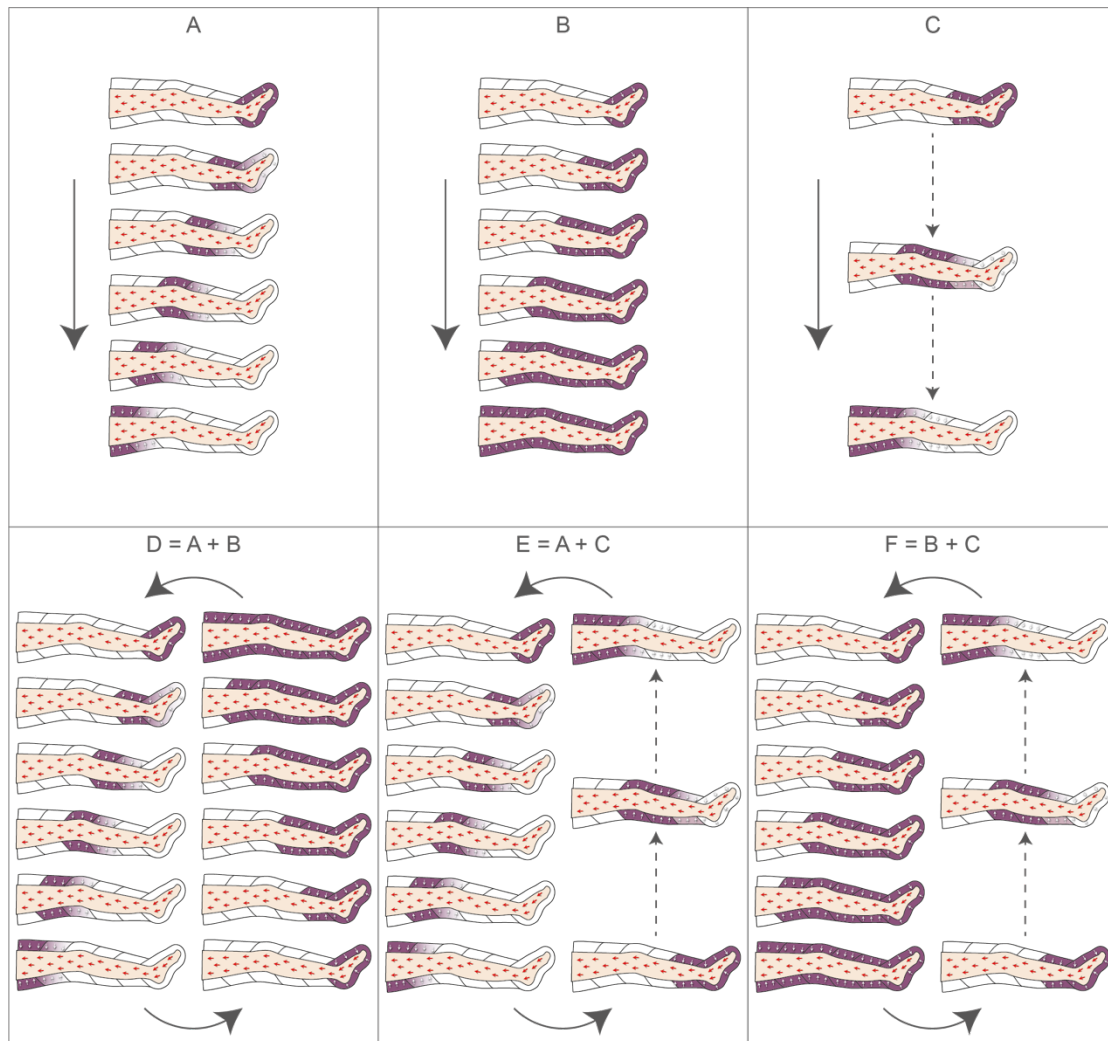 A
B
C
D = A + B
E = A + C
F = B + C